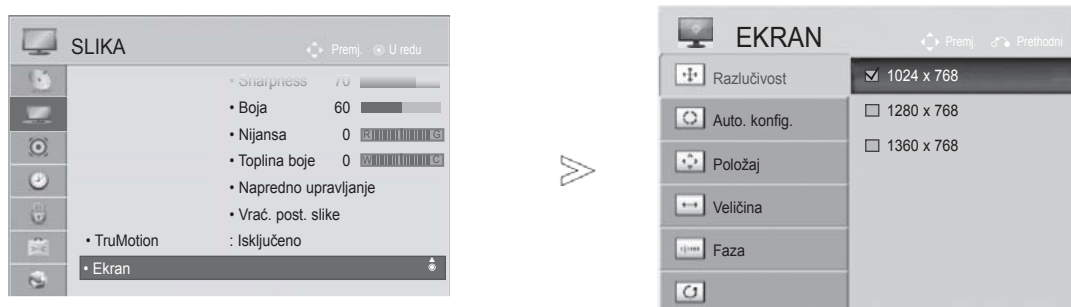 SLIKA
Premj. U redu
• Sharpness 70
• Boja 60
• Nijansa 0 R G
• Toplina boje 0 W C
• Napredno upravljanje
• Vrać. post. slike
• TruMotion : Isključeno
• Ekran
EKRAN
Premj. Prethodni
Razlučivost
Auto. konfig.
Položaj
Veličina
Faza
1024 x 768
1280 x 768
1360 x 768